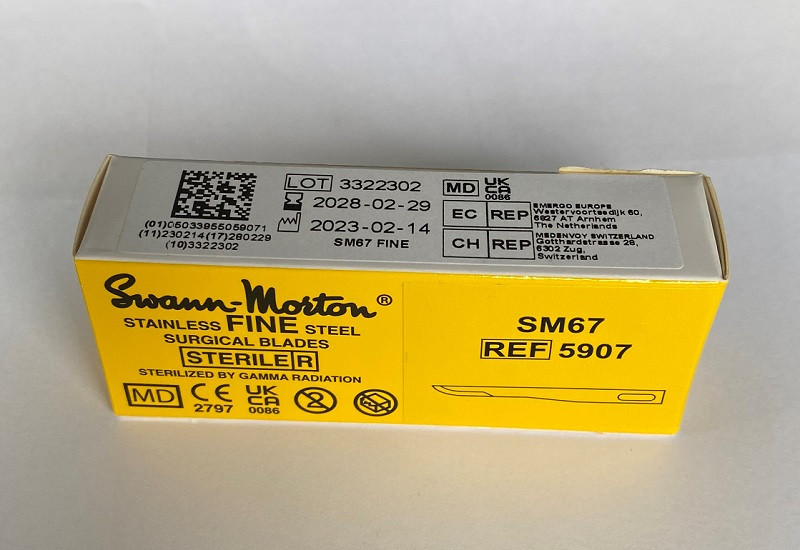 (01)05033955059071
(11)230214(17)280229
(10)3322302
LOT 3322302
2028-02-29
2023-02-14
SM67 FINE
MD UK CA 0086
EC REP
EMERGO EUROPE
Westervoortsedijk 60,
6827 AT Arnhem
The Netherlands
CH REP
MEDENVOY SWITZERLAND
Gotthardstrasse 28,
6302 Zug,
Switzerland
Swann-Morton®
STAINLESS FINE STEEL
SURGICAL BLADES
STERILE R
STERILIZED BY GAMMA RADIATION
MD CE 2797 UK CA 0086 2
SM67
REF 5907